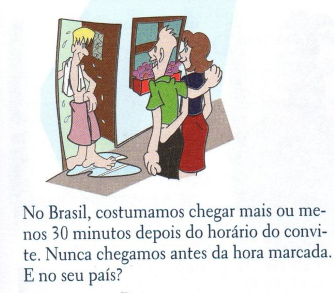 No Brasil, costumamos chegar mais ou me-
nos 30 minutos depois do horário do convi-
te. Nunca chegamos antes da hora marcada.
E no seu país?